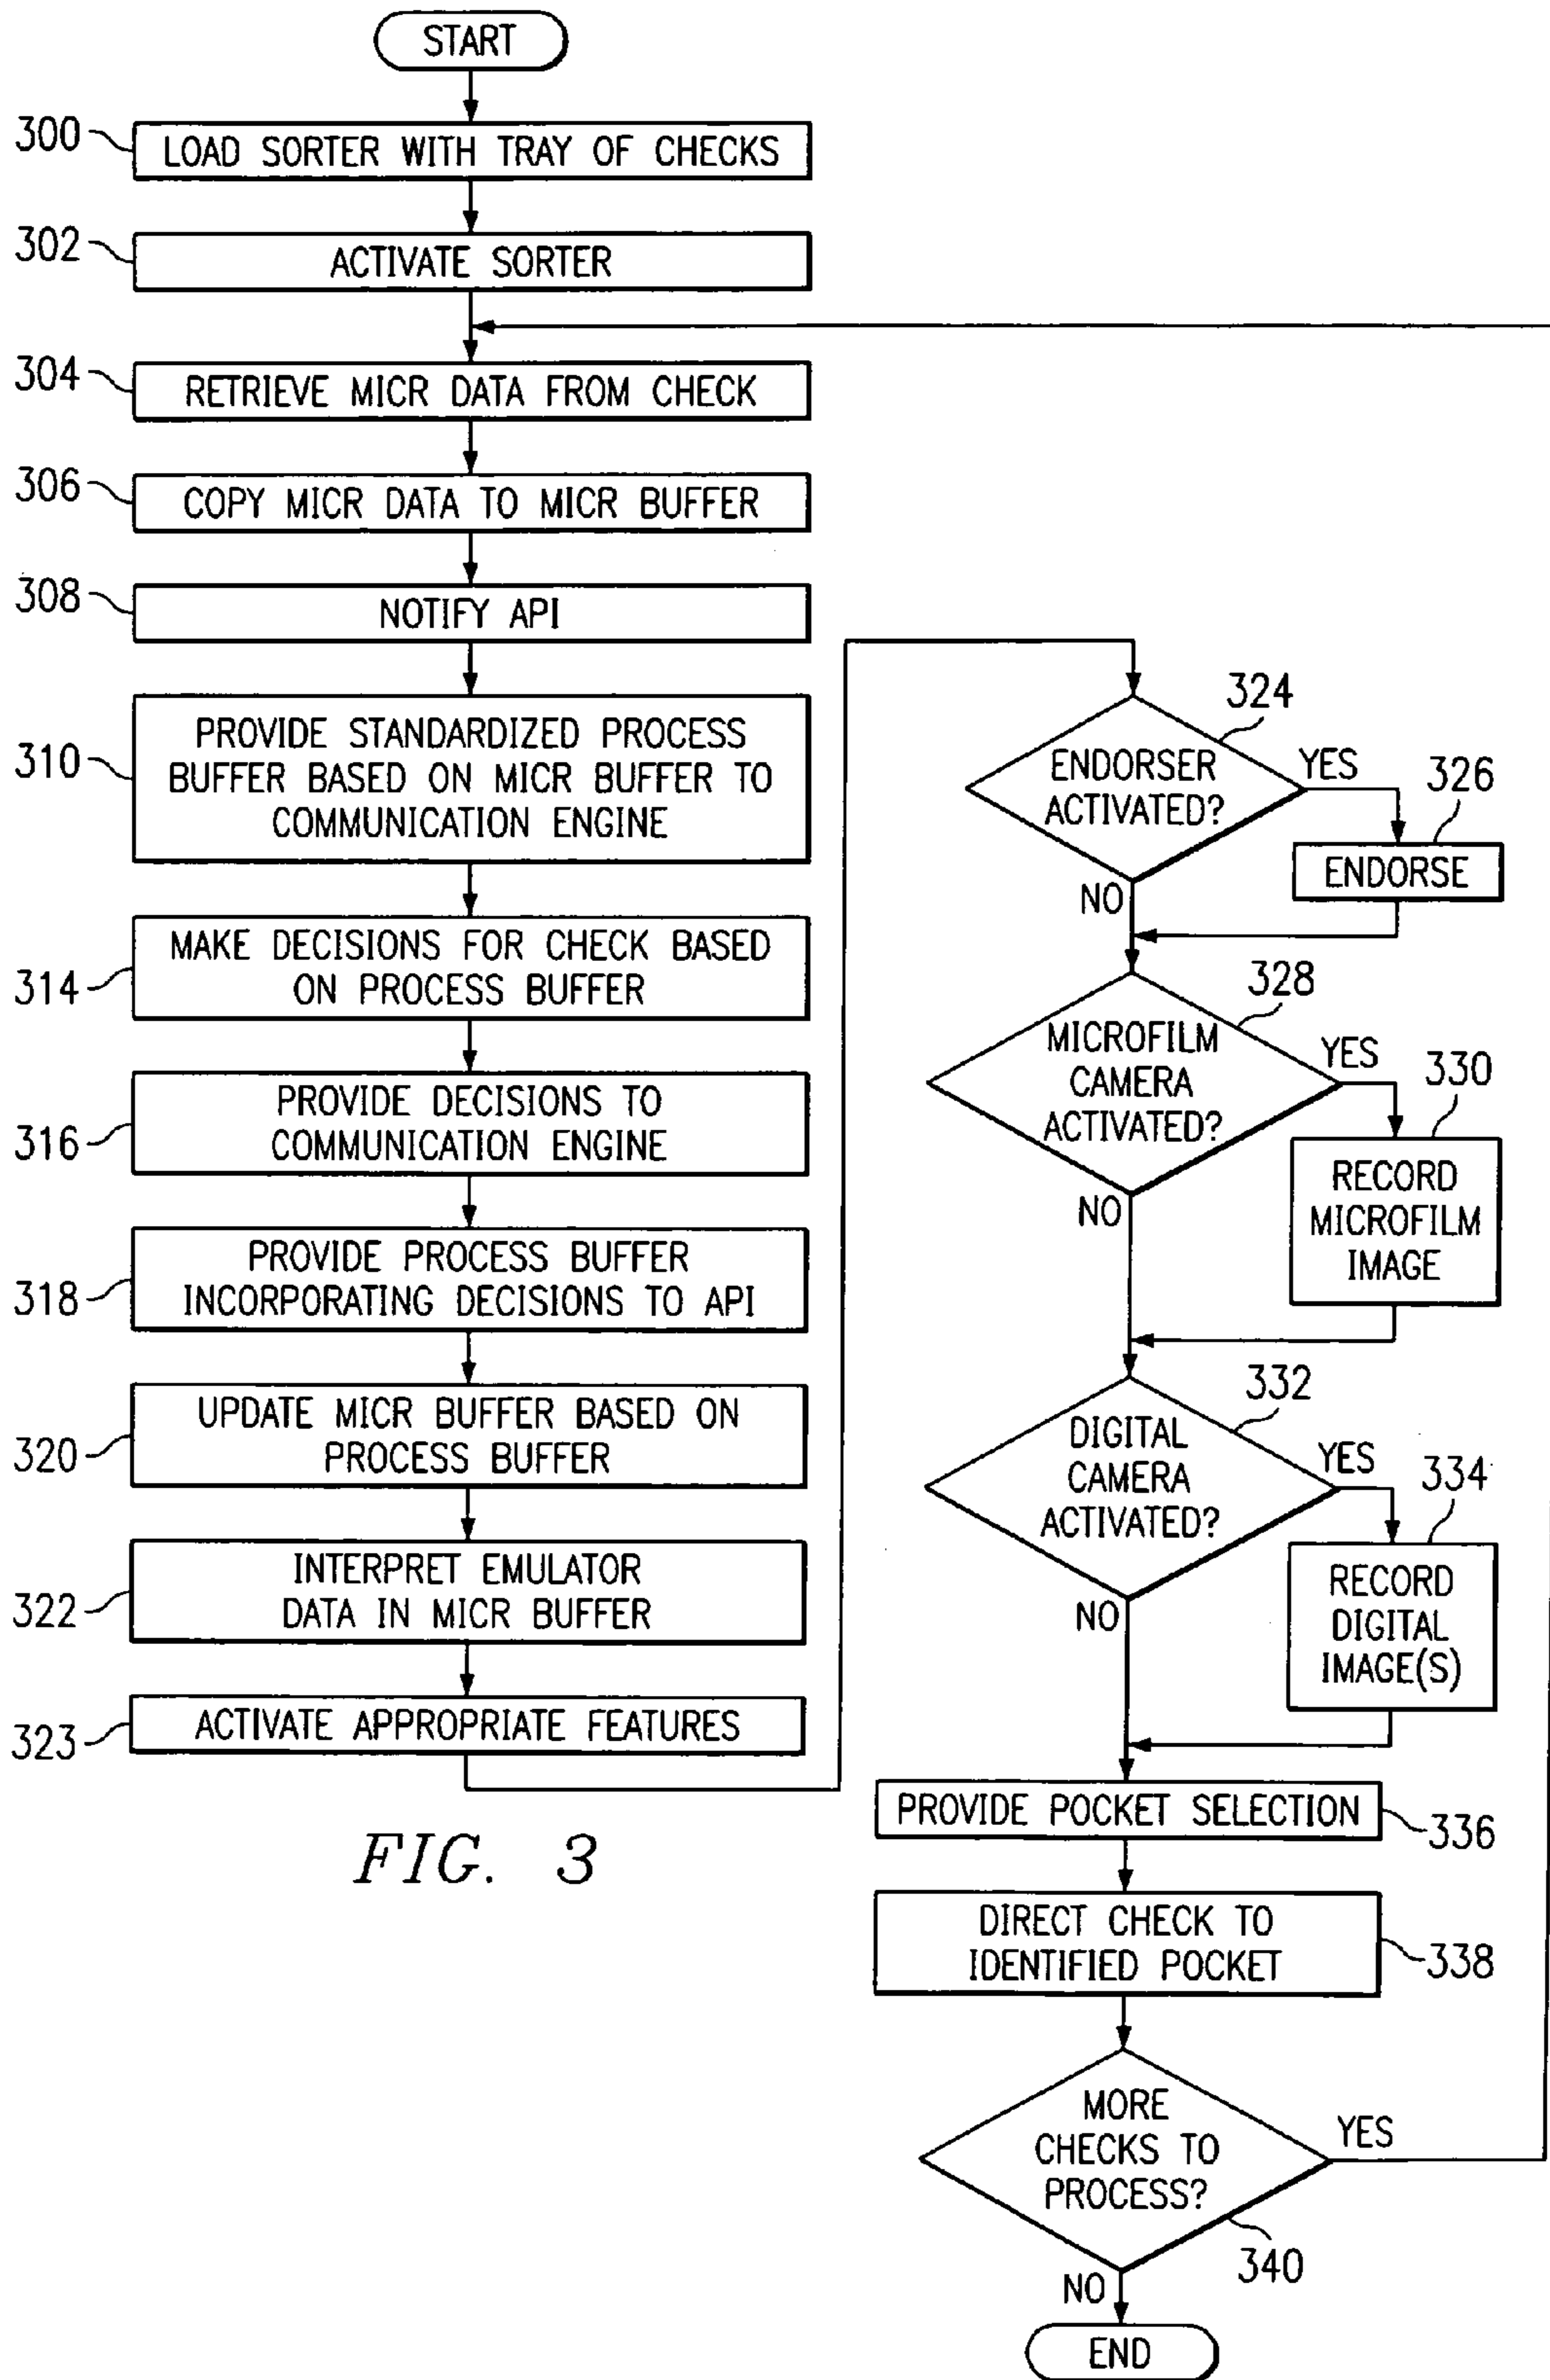 START
300
LOAD SORTER WITH TRAY OF CHECKS
302
ACTIVATE SORTER
304
RETRIEVE MICR DATA FROM CHECK
306
COPY MICR DATA TO MICR BUFFER
308
NOTIFY API
310
PROVIDE STANDARDIZED PROCESS
BUFFER BASED ON MICR BUFFER TO
COMMUNICATION ENGINE
314
MAKE DECISIONS FOR CHECK BASED
ON PROCESS BUFFER
316
PROVIDE DECISIONS TO
COMMUNICATION ENGINE
318
PROVIDE PROCESS BUFFER
INCORPORATING DECISIONS TO API
320
UPDATE MICR BUFFER BASED ON
PROCESS BUFFER
322
INTERPRET EMULATOR
DATA IN MICR BUFFER
323
ACTIVATE APPROPRIATE FEATURES
324
ENDORSER
ACTIVATED?
YES
NO
326
ENDORSE
328
MICROFILM
CAMERA
ACTIVATED?
YES
NO
330
RECORD
MICROFILM
IMAGE
332
DIGITAL
CAMERA
ACTIVATED?
YES
NO
334
RECORD
DIGITAL
IMAGE(S)
PROVIDE POCKET SELECTION
336
DIRECT CHECK TO
IDENTIFIED POCKET
338
MORE
CHECKS TO
PROCESS?
YES
340
NO
END
FIG. 3